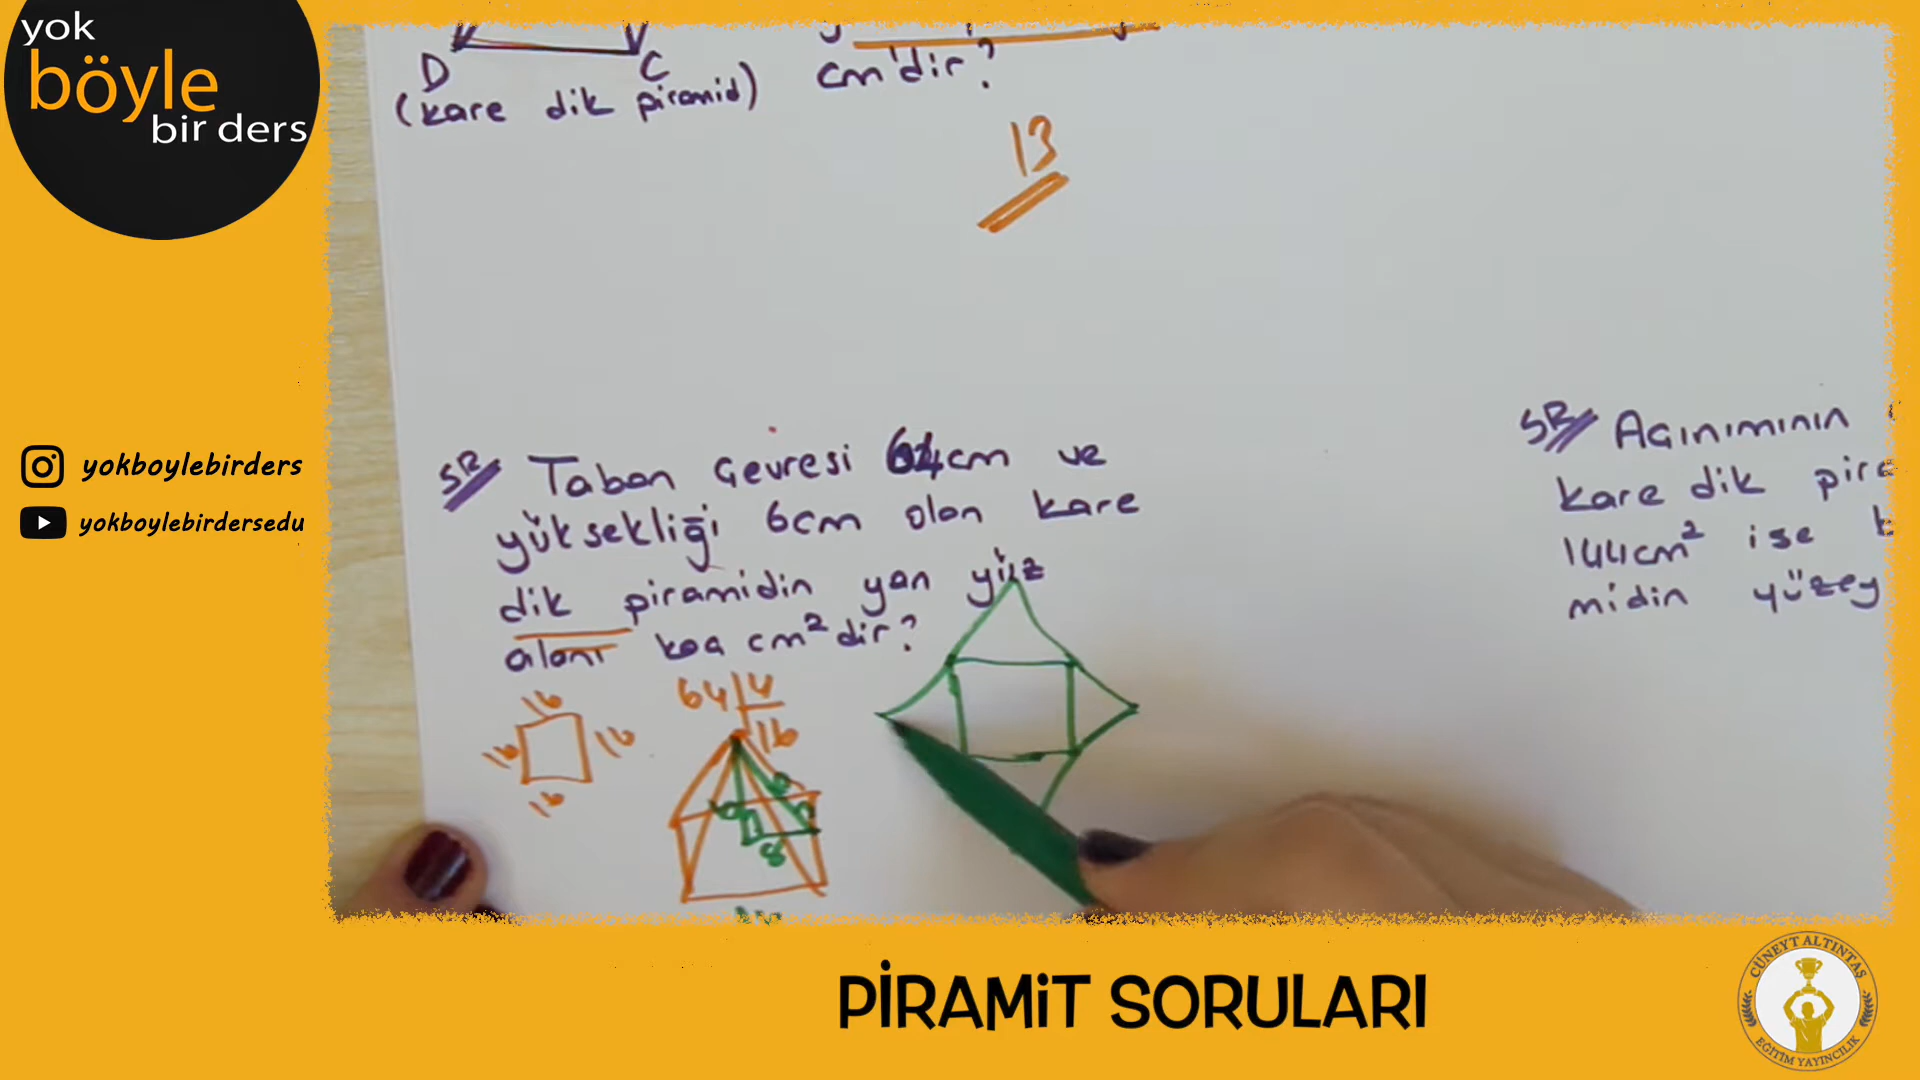 yok
böyle
bir ders
yokboylebirders
yokboylebirdersedu
D
C
(kare dik piramid)
cm'dir?
13
SR
Taban Çevresi 64cm ve
yüksekliği 6cm olan kare
dik piramidin yan yüz
alanı kaç cm² dir?
16
16
16
16
64 4
16
6
8
SR
Açınımının
kare dik pira
144cm² ise b
midin yüzey
PİRAMİT SORULARI
CÜNEYT ALTINTAŞ
EĞİTİM YAYINCILIK